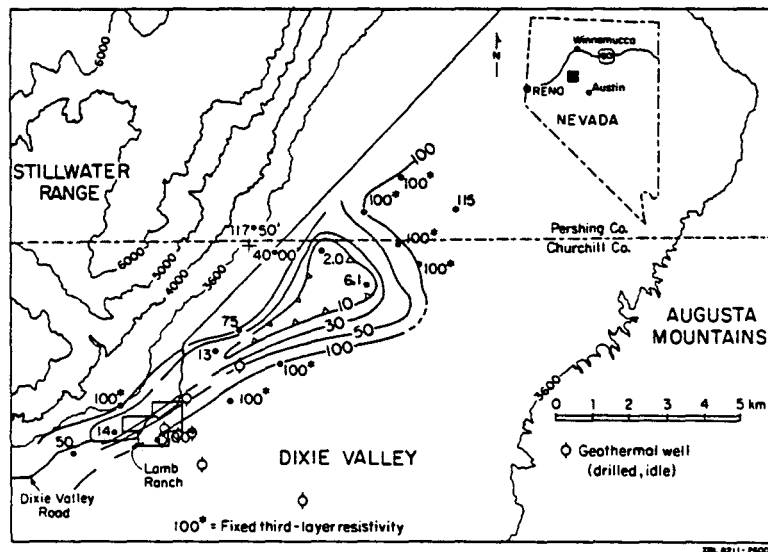 6000
Winnemucca
80
N
RENO
Austin
NEVADA
STILLWATER
RANGE
100
100*
100*
115
117°50'
Pershing Co.
Churchill Co.
40°00'
100*
6000
5000
4000
3600
2.0
100*
6.1
10
30
50
100
75
13
AUGUSTA
MOUNTAINS
3600
100*
100*
100*
0 1 2 3 4 5 km
14
50
Lamb
Ranch
DIXIE VALLEY
Geothermal well
(drilled, idle)
Dixie Valley
Road
100* = Fixed third-layer resistivity